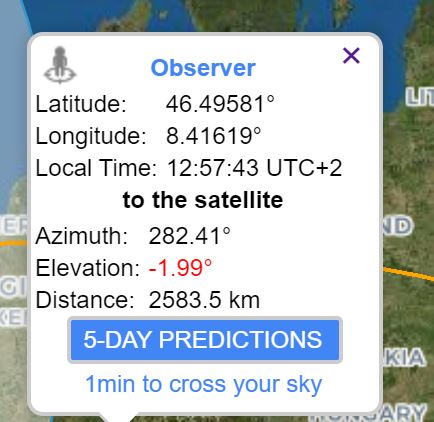 Observer
✕
Latitude: 46.49581°
Longitude: 8.41619°
Local Time: 12:57:43 UTC+2
to the satellite
Azimuth: 282.41°
Elevation: -1.99°
Distance: 2583.5 km
5-DAY PREDICTIONS
1min to cross your sky
LIT
ND
KIA
HUNGARY